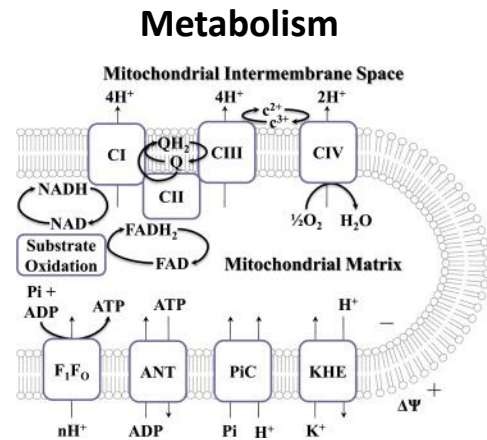 Metabolism
Mitochondrial Intermembrane Space
4H⁺
4H⁺
c²⁺
c³⁺
2H⁺
CI
QH₂
Q
CII
CIII
CIV
NADH
NAD
Substrate
Oxidation
FADH₂
FAD
½O₂
H₂O
Mitochondrial Matrix
Pi +
ADP
ATP
ATP
H⁺
F₁Fₒ
ANT
PiC
KHE
−
+
ΔΨ
nH⁺
ADP
Pi
H⁺
K⁺